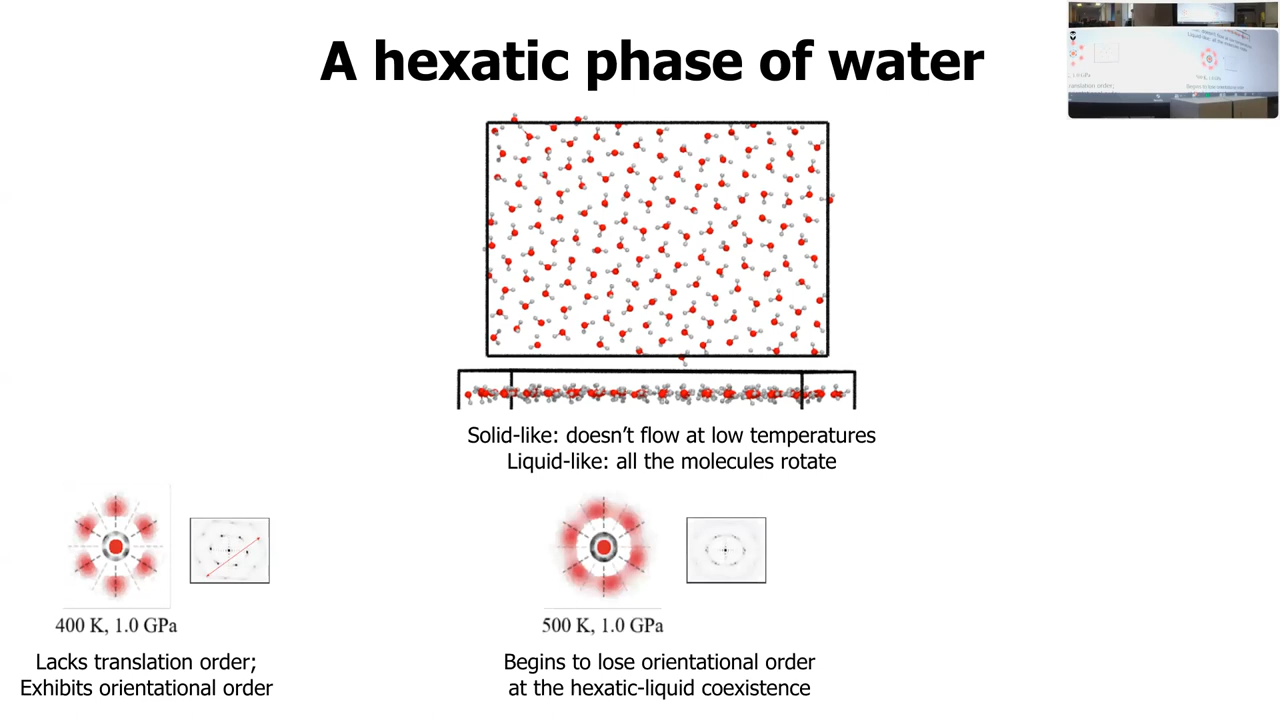 A hexatic phase of water
Solid-like: doesn't flow at low temperatures
Liquid-like: all the molecules rotate
400 K, 1.0 GPa
500 K, 1.0 GPa
Lacks translation order;
Exhibits orientational order
Begins to lose orientational order
at the hexatic-liquid coexistence